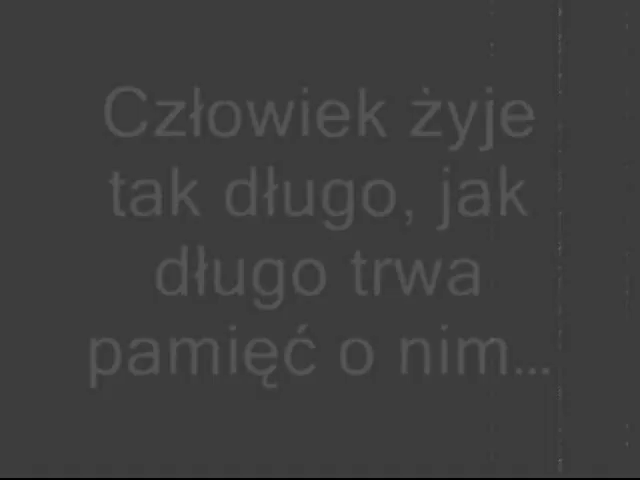 Człowiek żyje
tak długo, jak
długo trwa
pamięć o nim...